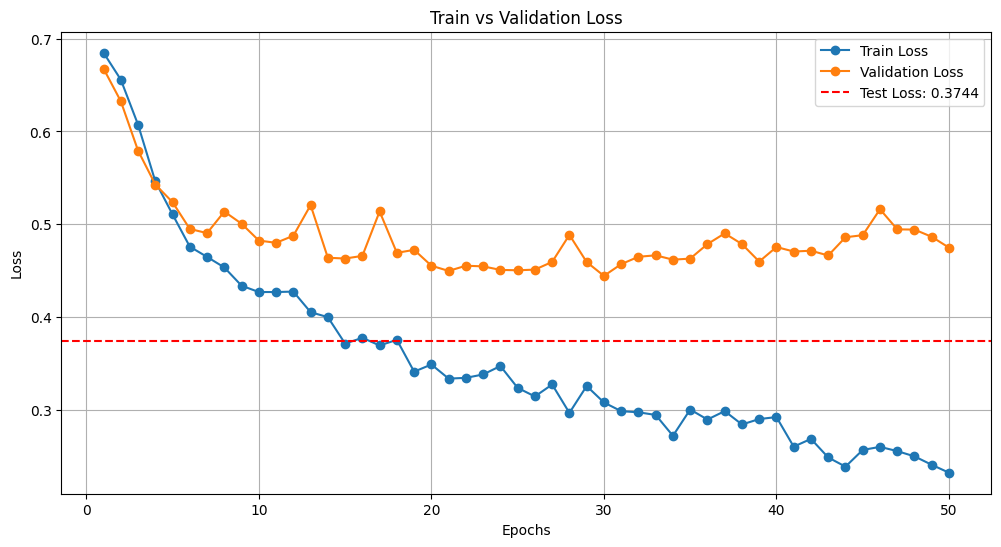 Train vs Validation Loss
Train Loss
Validation Loss
Test Loss: 0.3744
0.7
0.6
0.5
0.4
0.3
Loss
0
10
20
30
40
50
Epochs